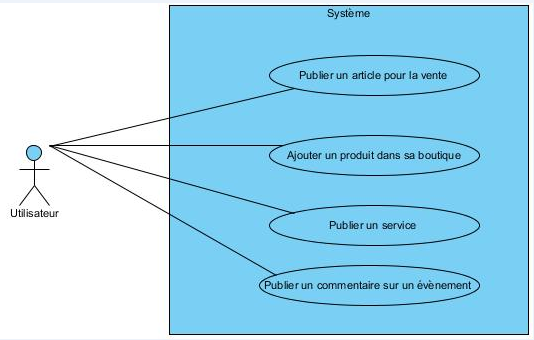 Système
Publier un article pour la vente
Ajouter un produit dans sa boutique
Utilisateur
Publier un service
Publier un commentaire sur un évènement